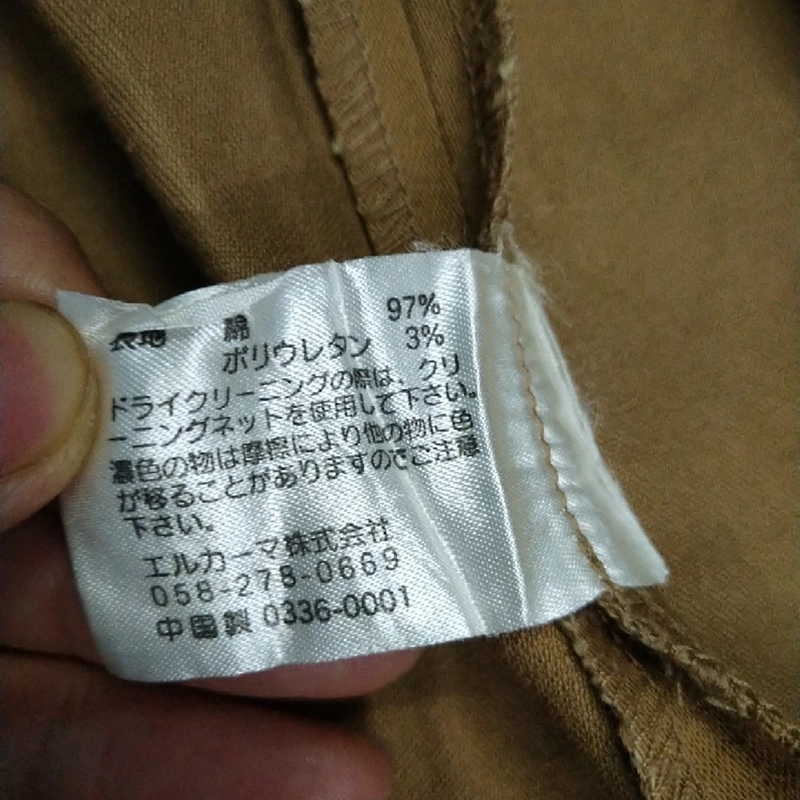 表地 綿 97%
ポリウレタン 3%
ドライクリーニングの際は、クリ
ーニングネットを使用して下さい。
濃色の物は摩擦により他の物に色
が移ることがありますのでご注意
下さい。
エルカーマ株式会社
058-278-0669
中国製 0336-0001